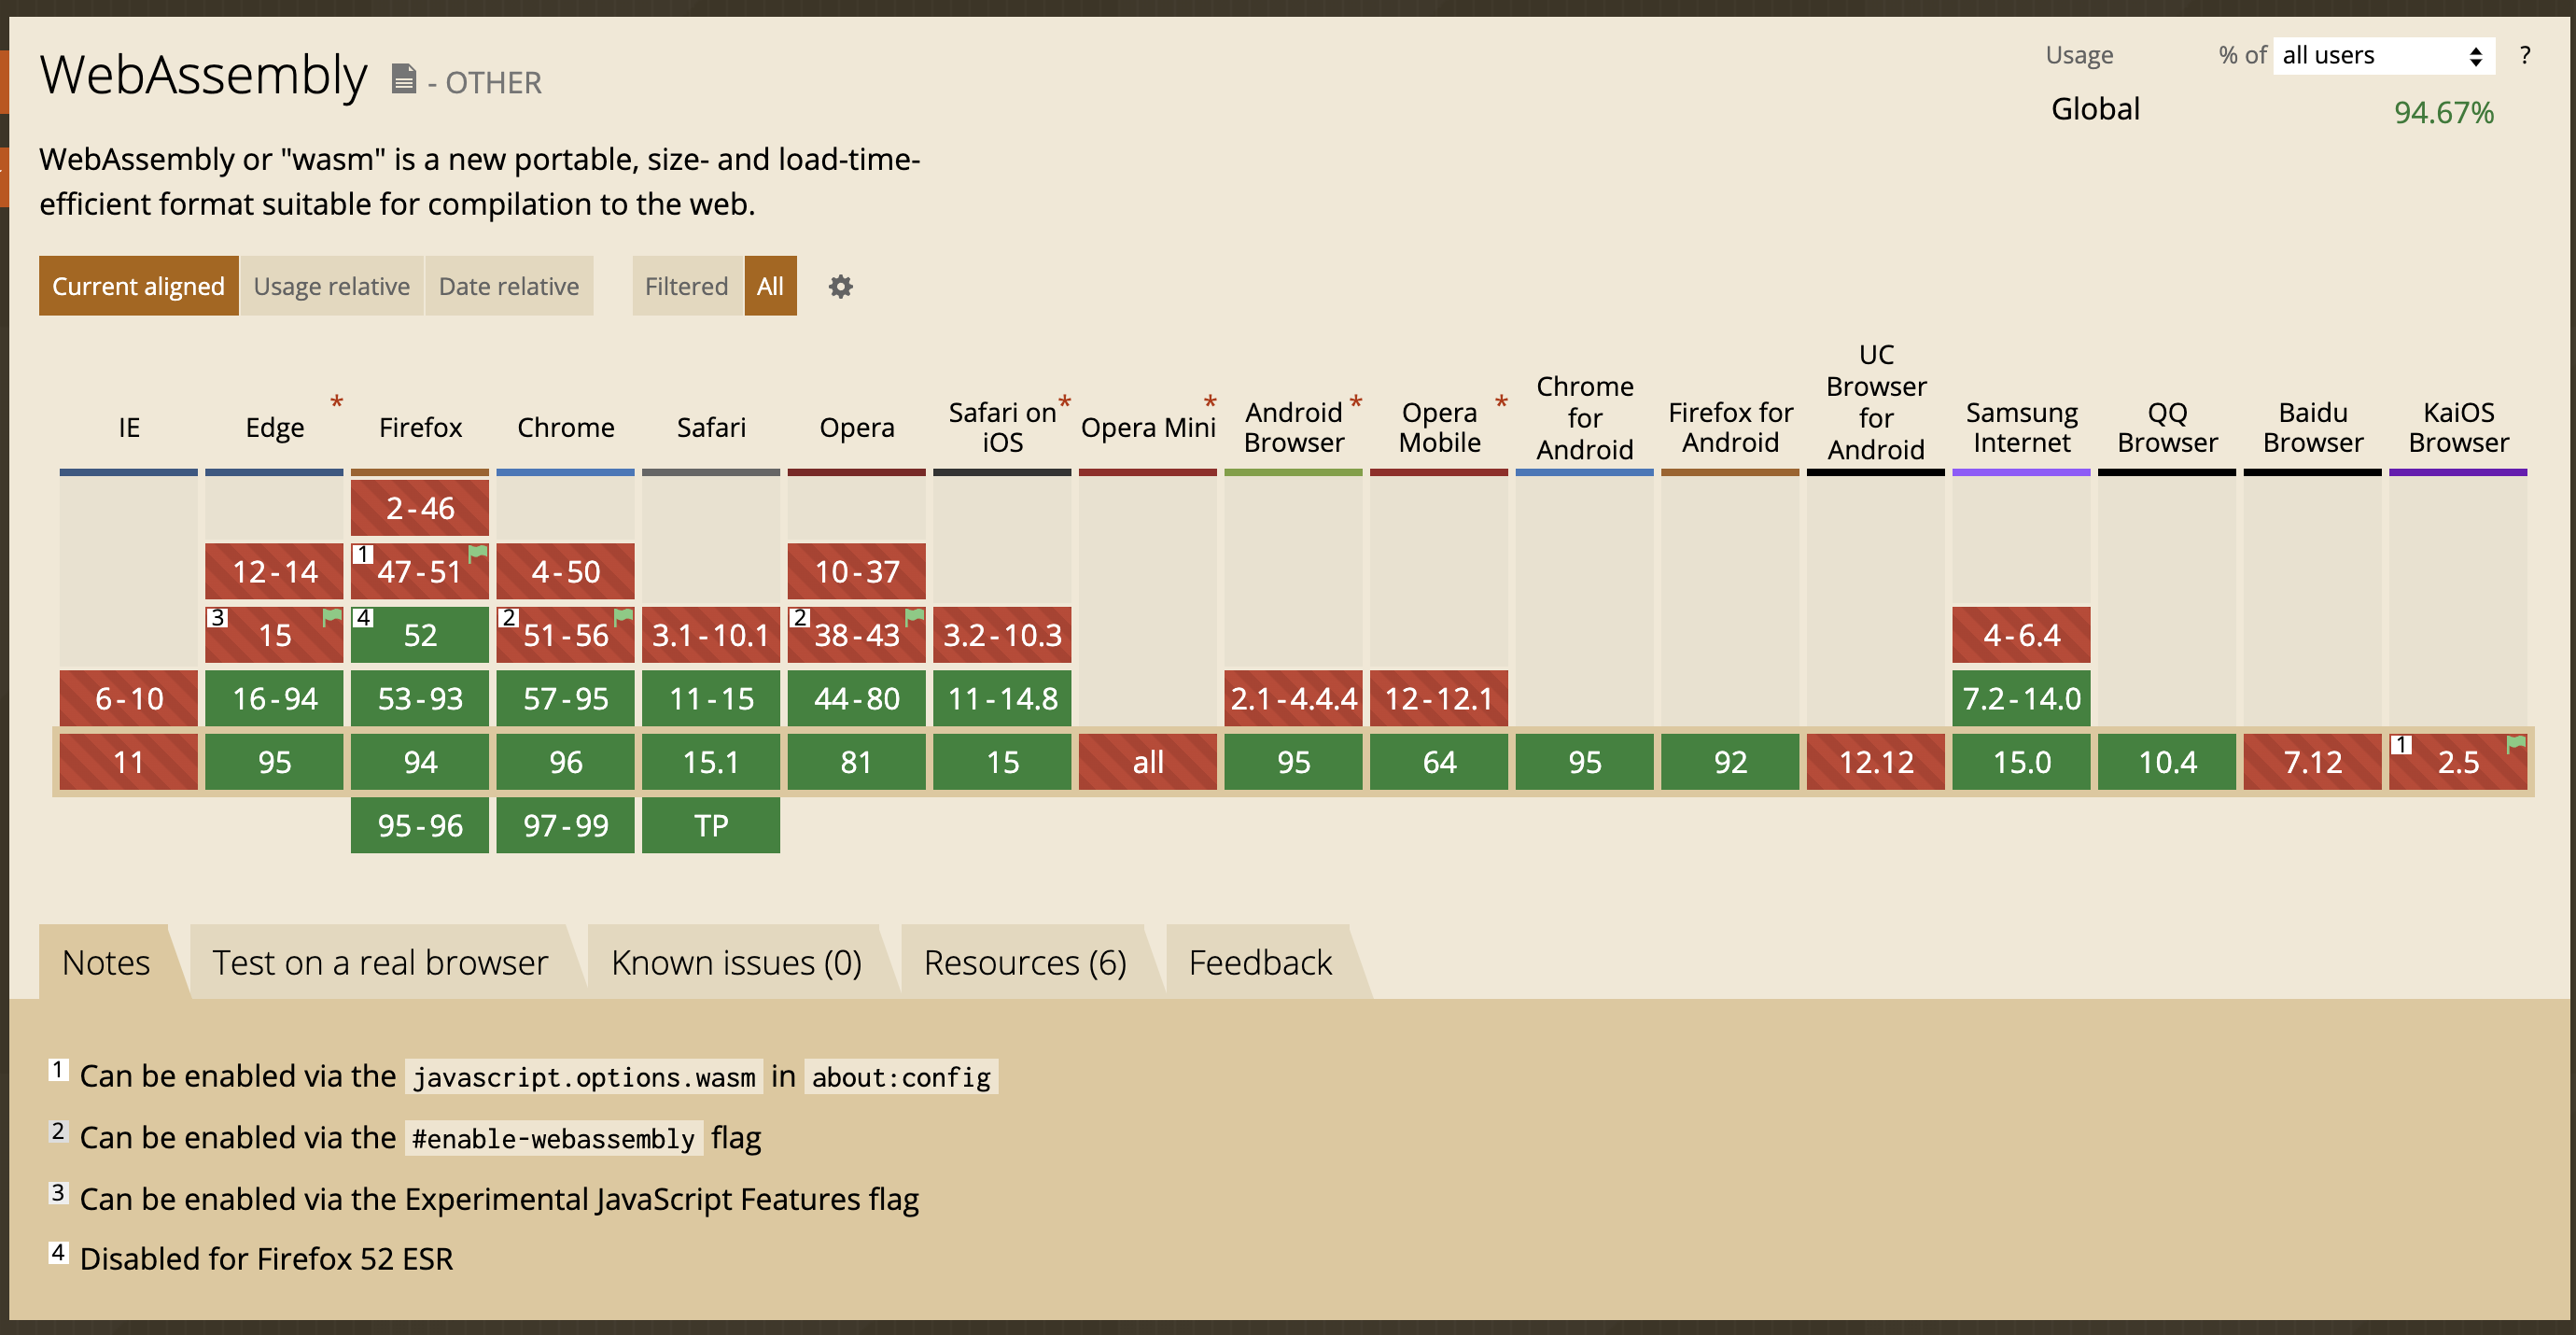 WebAssembly - OTHER
Usage % of all users ?
Global 94.67%
WebAssembly or "wasm" is a new portable, size- and load-time-
efficient format suitable for compilation to the web.
Current aligned Usage relative Date relative Filtered All
IE
Edge *
Firefox
Chrome
Safari
Opera
Safari on *
iOS
Opera Mini *
Android *
Browser
Opera *
Mobile
Chrome
for
Android
Firefox for
Android
UC
Browser
for
Android
Samsung
Internet
QQ
Browser
Baidu
Browser
KaiOS
Browser
2-46
12-14 1 47-51 4-50 10-37
3 15 4 52 2 51-56 3.1-10.1 2 38-43 3.2-10.3 4-6.4
6-10 16-94 53-93 57-95 11-15 44-80 11-14.8 2.1-4.4.4 12-12.1 7.2-14.0
11 95 94 96 15.1 81 15 all 95 64 95 92 12.12 15.0 10.4 7.12 1 2.5
95-96 97-99 TP
Notes Test on a real browser Known issues (0) Resources (6) Feedback
1 Can be enabled via the javascript.options.wasm in about:config
2 Can be enabled via the #enable-webassembly flag
3 Can be enabled via the Experimental JavaScript Features flag
4 Disabled for Firefox 52 ESR